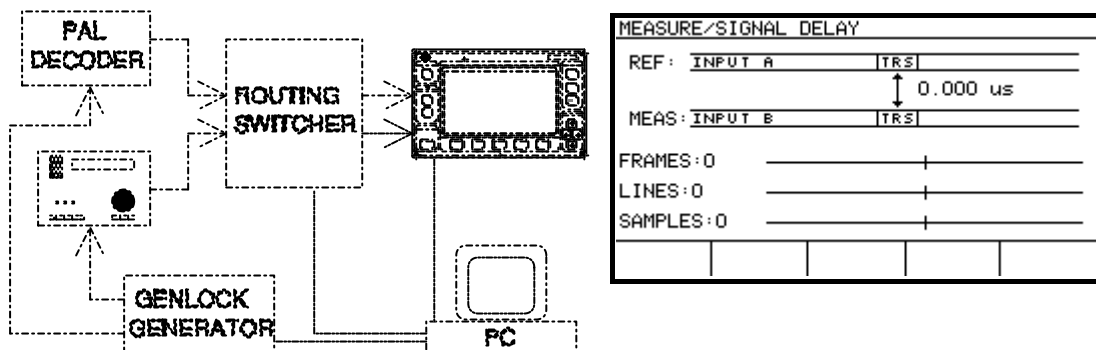 PAL
DECODER
ROUTING
SWITCHER
GENLOCK
GENERATOR
PC
MEASURE/SIGNAL DELAY
REF: INPUT A TRS
0.000 us
MEAS: INPUT B TRS
FRAMES:0
LINES:0
SAMPLES:0